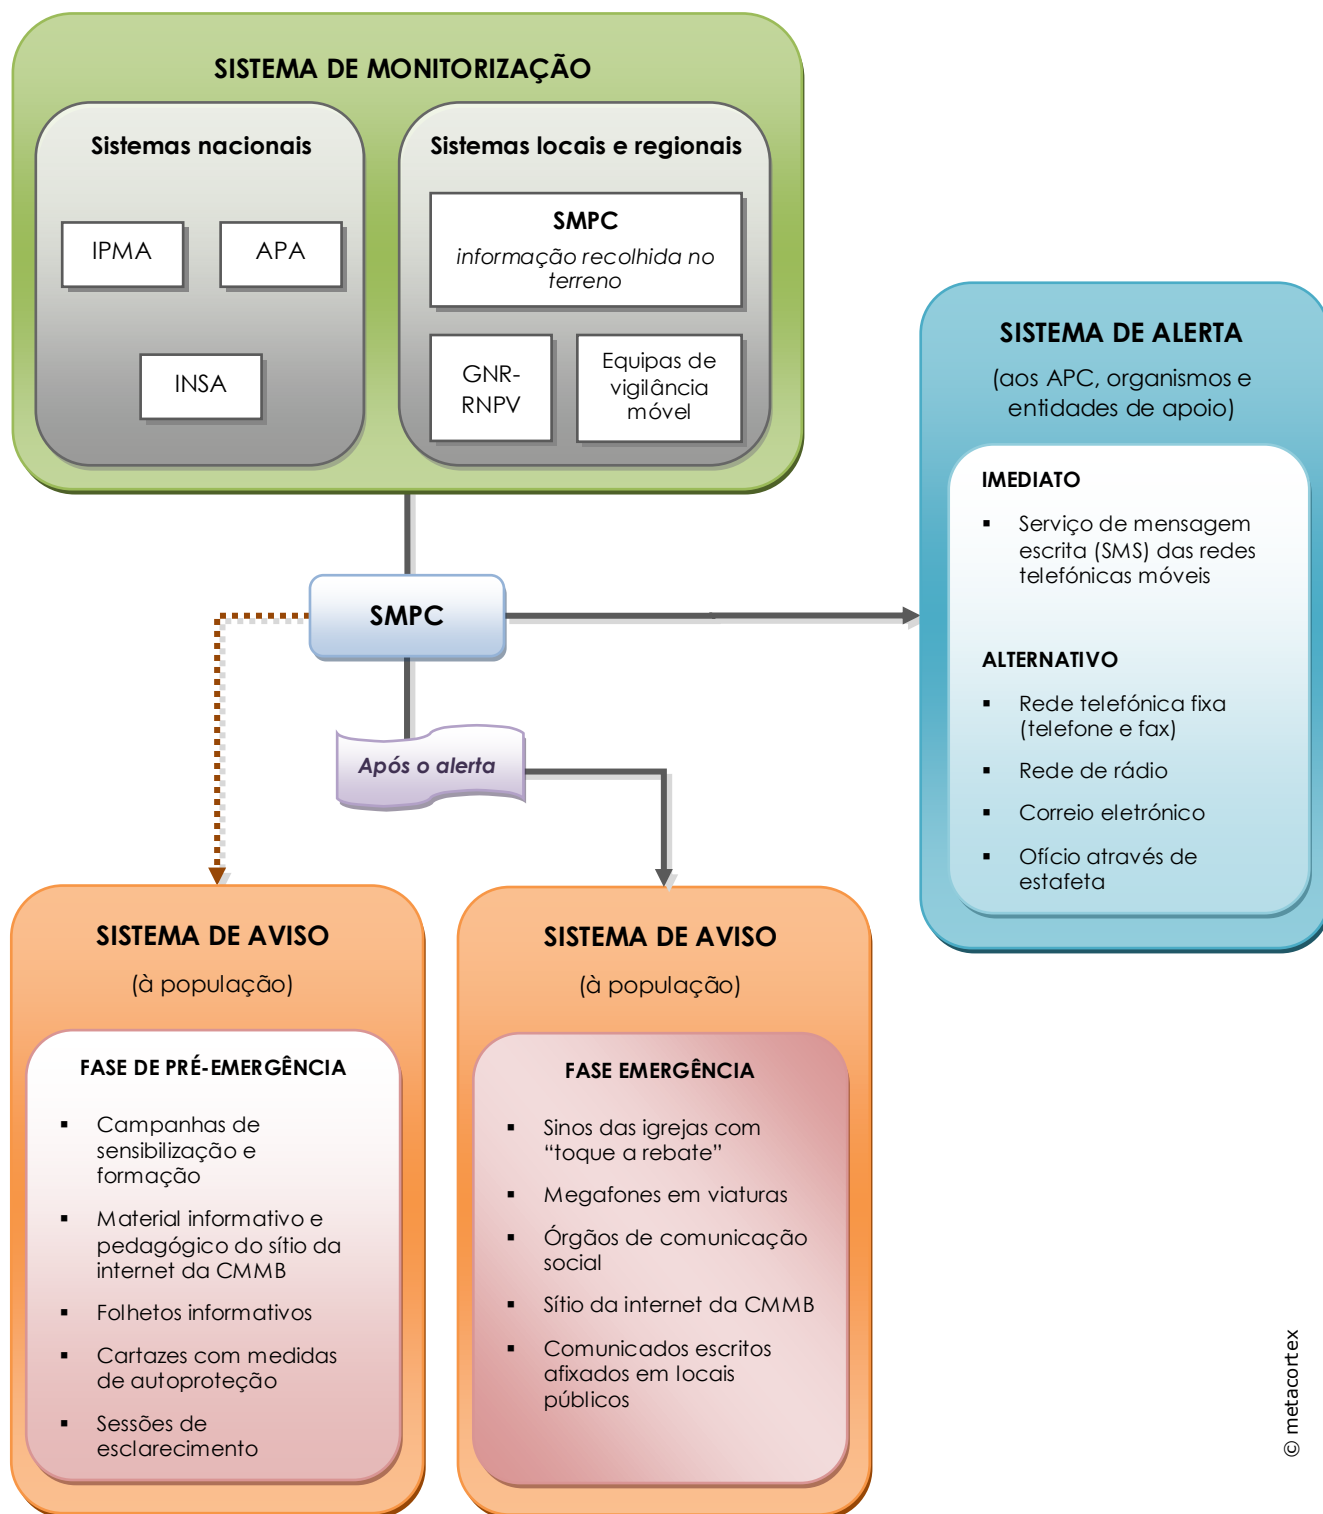 SISTEMA DE MONITORIZAÇÃO
Sistemas nacionais
IPMA
APA
INSA
Sistemas locais e regionais
SMPC
informação recolhida no
terreno
GNR-
RNPV
Equipas de
vigilância
móvel
SMPC
Após o alerta
SISTEMA DE ALERTA
(aos APC, organismos e
entidades de apoio)
IMEDIATO
▪ Serviço de mensagem
escrita (SMS) das redes
telefónicas móveis
ALTERNATIVO
▪ Rede telefónica fixa
(telefone e fax)
▪ Rede de rádio
▪ Correio eletrónico
▪ Ofício através de
estafeta
SISTEMA DE AVISO
(à população)
FASE DE PRÉ-EMERGÊNCIA
▪ Campanhas de
sensibilização e
formação
▪ Material informativo e
pedagógico do sítio da
internet da CMMB
▪ Folhetos informativos
▪ Cartazes com medidas
de autoproteção
▪ Sessões de
esclarecimento
SISTEMA DE AVISO
(à população)
FASE EMERGÊNCIA
▪ Sinos das igrejas com
“toque a rebate”
▪ Megafones em viaturas
▪ Órgãos de comunicação
social
▪ Sítio da internet da CMMB
▪ Comunicados escritos
afixados em locais
públicos
© metacortex